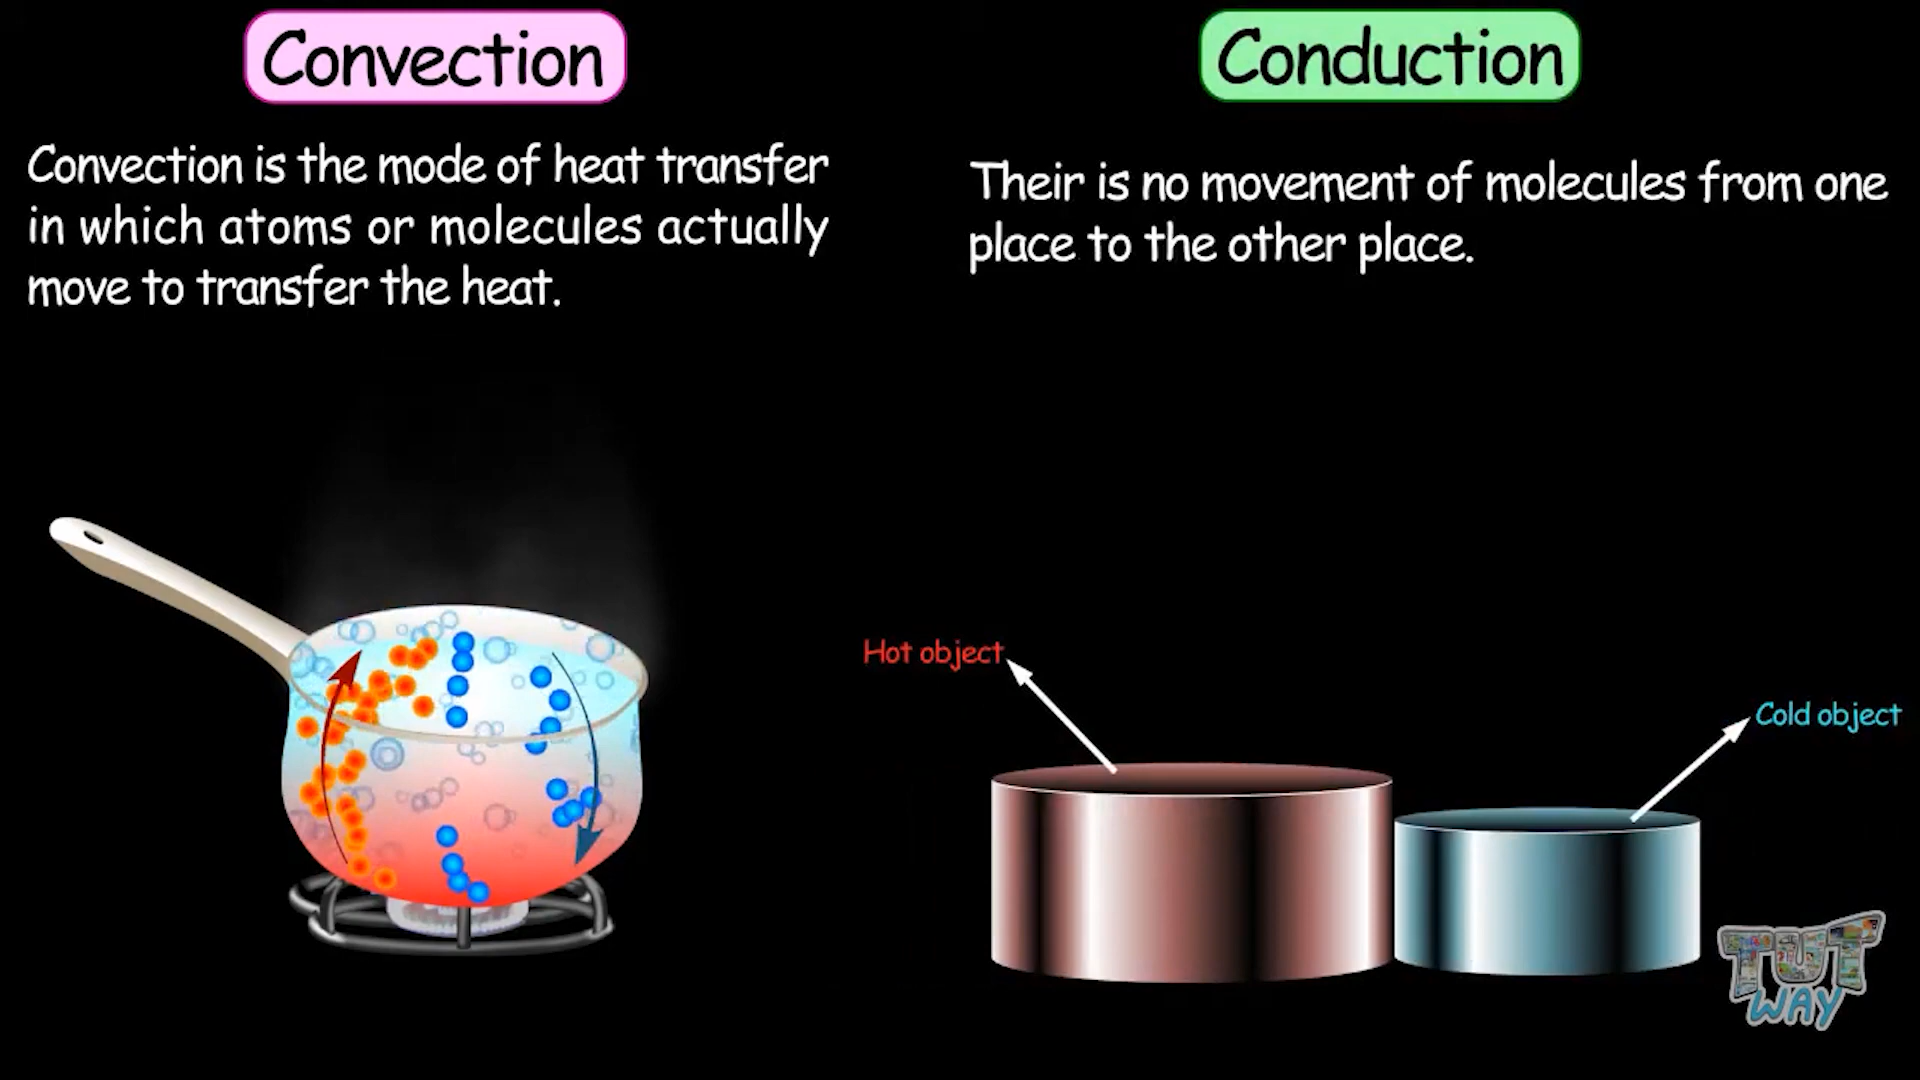 Convection
Convection is the mode of heat transfer
in which atoms or molecules actually
move to transfer the heat.
Conduction
Their is no movement of molecules from one
place to the other place.
Hot object
Cold object
TUT
WAY